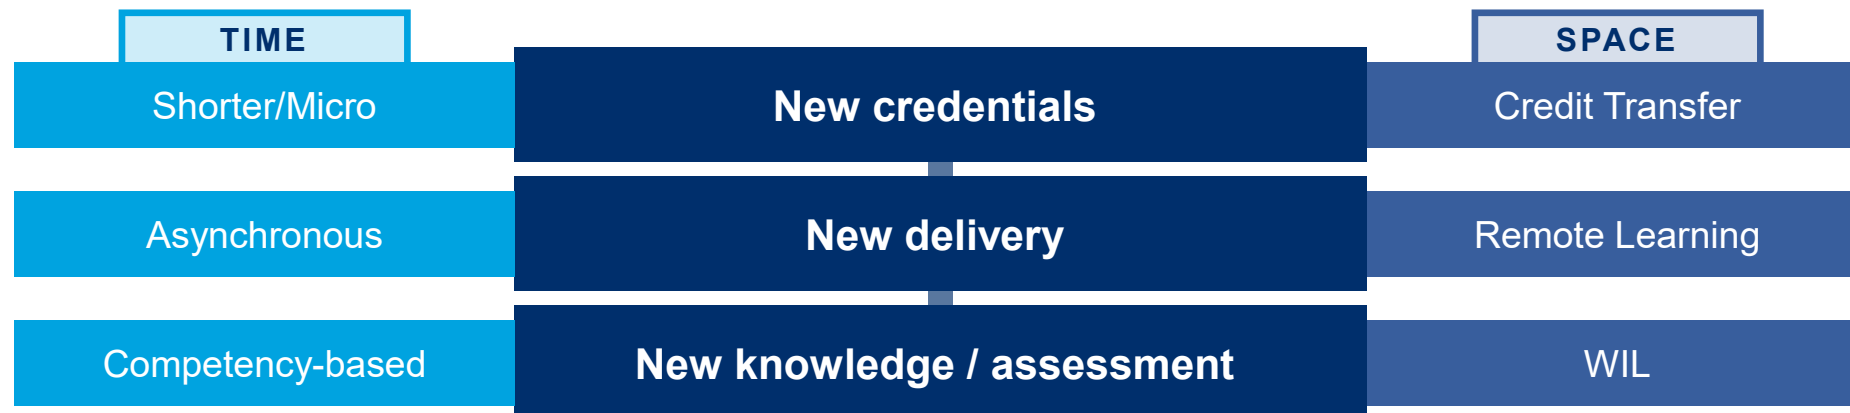 TIME
SPACE
Shorter/Micro
New credentials
Credit Transfer
Asynchronous
New delivery
Remote Learning
Competency-based
New knowledge / assessment
WIL